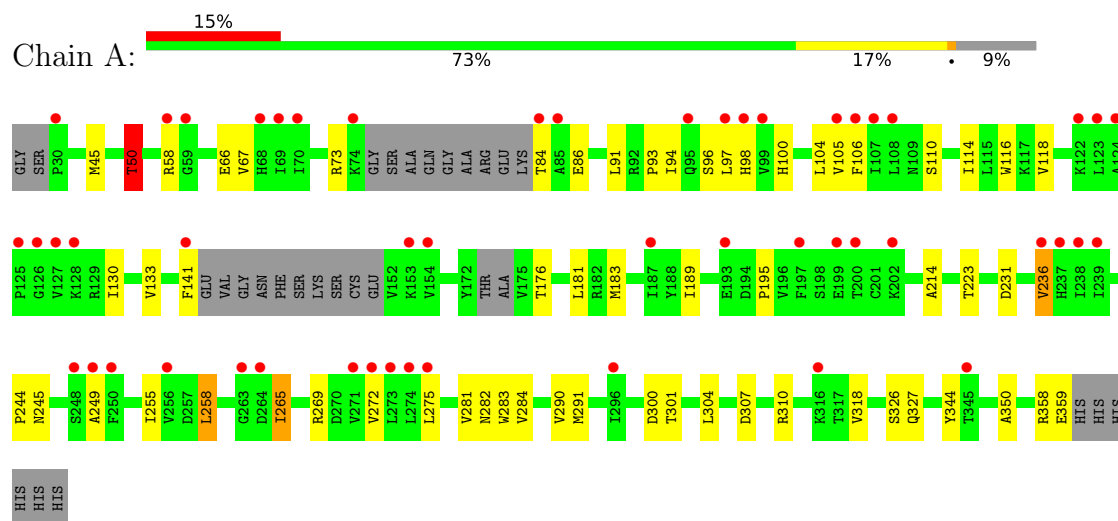 15%
Chain A:
73% 17% • 9%
GLY SER P30 M45 T50 R58 G59 E66 V67 H68 I69 I70 R73 K74 GLY SER ALA GLN GLY ALA ARG GLU LYS T84 A85 E86 L91 R92 P93 I94 Q95 S96 L97 H98 V99 H100 L104 V105 F106 I107 L108 N109 S110 I114 L115 W116 K117 V118 K122 L123 A124
P125 G126 V127 K128 R129 I130 V133 F141 GLU VAL GLY ASN PHE SER LYS SER CYS GLU V152 K153 V154 Y172 THR ALA V175 T176 L181 R182 M183 I187 Y188 I189 E193 D194 P195 V196 F197 S198 E199 T200 C201 K202 A214 T223 D231 V236 H237 I238 I239
P244 N245 S248 A249 F250 I255 V256 D257 L258 G263 D264 I265 R269 D270 V271 V272 L273 L274 L275 V281 N282 W283 V284 V290 M291 I296 D300 T301 L304 D307 R310 K316 T317 V318 S326 Q327 Y344 T345 A350 R358 E359 HIS HIS HIS
HIS HIS HIS